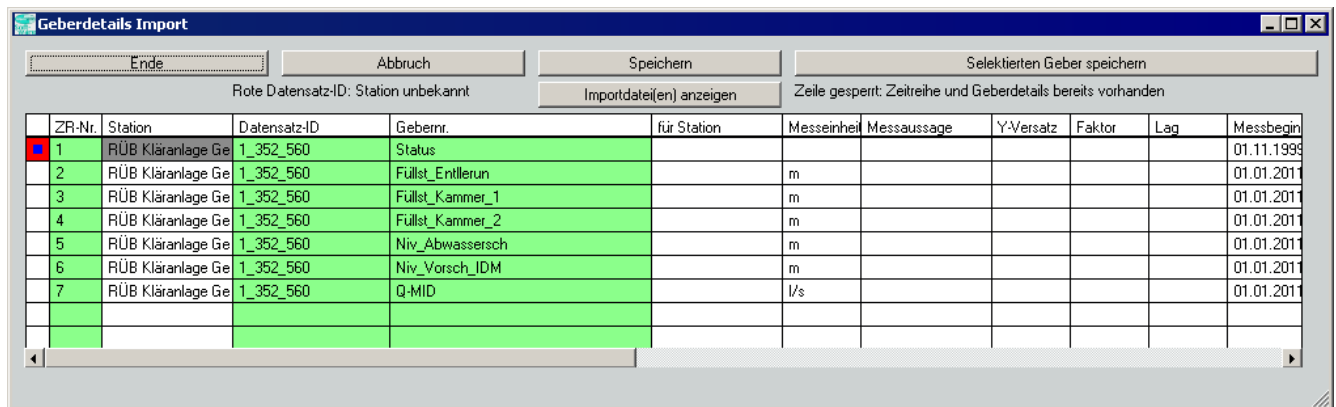 Geberdetails Import
Ende Abbruch Speichern Selektierten Geber speichern
Rote Datensatz-ID: Station unbekannt Importdatei(en) anzeigen Zeile gesperrt: Zeitreihe und Geberdetails bereits vorhanden
ZR-Nr. Station Datensatz-ID Gebernr. für Station Messeinheit Messaussage Y-Versatz Faktor Lag Messbegin
1 RÜB Kläranlage Ge 1_352_560 Status 01.11.1999
2 RÜB Kläranlage Ge 1_352_560 Füllst_Entllerun m 01.01.2011
3 RÜB Kläranlage Ge 1_352_560 Füllst_Kammer_1 m 01.01.2011
4 RÜB Kläranlage Ge 1_352_560 Füllst_Kammer_2 m 01.01.2011
5 RÜB Kläranlage Ge 1_352_560 Niv_Abwassersch m 01.01.2011
6 RÜB Kläranlage Ge 1_352_560 Niv_Vorsch_IDM m 01.01.2011
7 RÜB Kläranlage Ge 1_352_560 Q-MID l/s 01.01.2011